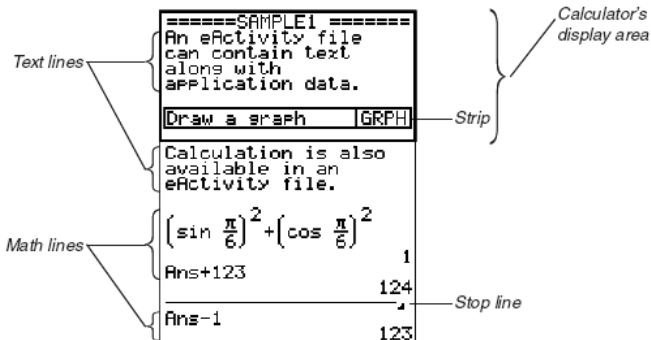 ======SAMPLE1 =======
An eActivity file
can contain text
along with
application data.
Draw a graph |GRPH
Calculation is also
available in an
eActivity file.
(sin π/6)²+(cos π/6)²
1
Ans+123
124
Ans-1
123
Text lines
Math lines
Calculator's
display area
Strip
Stop line